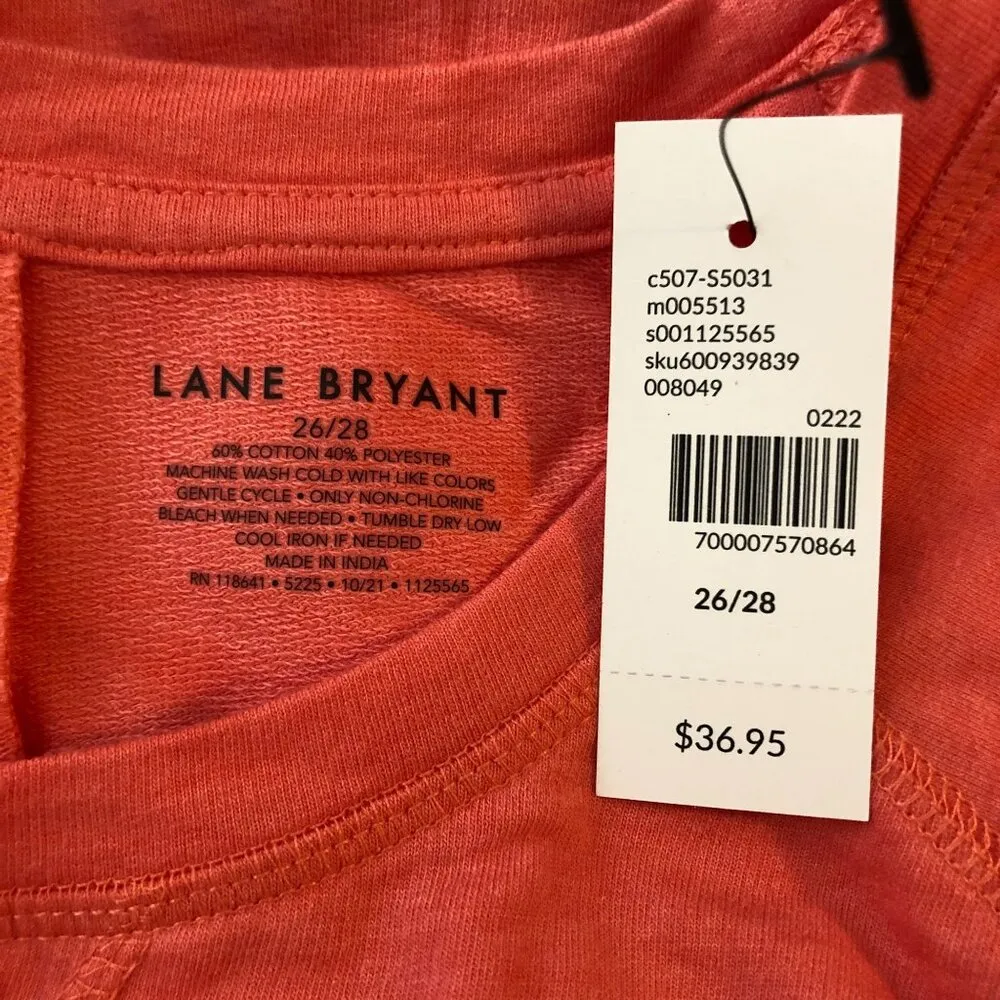 LANE BRYANT
26/28
60% COTTON 40% POLYESTER
MACHINE WASH COLD WITH LIKE COLORS
GENTLE CYCLE • ONLY NON-CHLORINE
BLEACH WHEN NEEDED • TUMBLE DRY LOW
COOL IRON IF NEEDED
MADE IN INDIA
RN 118641 • 5225 • 10/21 • 1125565
c507-S5031
m005513
s001125565
sku600939839
008049
0222
700007570864
26/28
$36.95